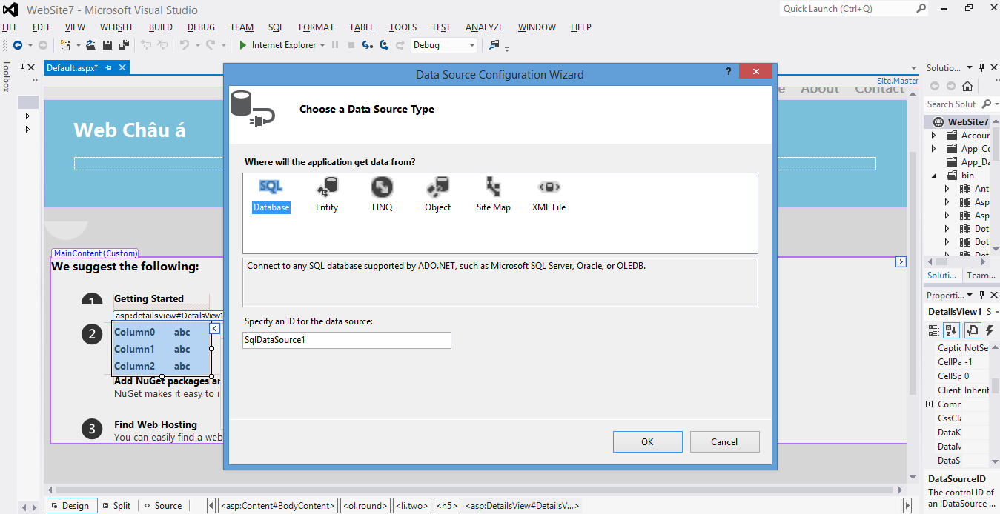 WebSite7 - Microsoft Visual Studio
Quick Launch (Ctrl+Q)
FILE EDIT VIEW WEBSITE BUILD DEBUG TEAM SQL FORMAT TABLE TOOLS TEST ANALYZE WINDOW HELP
Internet Explorer Debug
Toolbox
Default.aspx*
Site.Master
About Contact
Web Châu á
MainContent (Custom)
We suggest the following:
1 Getting Started
asp:detailsview#DetailsView1
2
Column0 abc
Column1 abc
Column2 abc
Add NuGet packages an
NuGet makes it easy to i
3 Find Web Hosting
You can easily find a web
Data Source Configuration Wizard ?
Choose a Data Source Type
Where will the application get data from?
SQL
Database Entity LINQ Object Site Map XML File
Connect to any SQL database supported by ADO.NET, such as Microsoft SQL Server, Oracle, or OLEDB.
Specify an ID for the data source:
SqlDataSource1
OK Cancel
Solutio...
Search Solut
WebSite7
Accour
App_Co
App_Da
bin
Ant
Asp
Asp
Dot
Dot
Soluti... Team...
Properti...
DetailsView1 S
Captic NotSe
CellPa -1
CellSp 0
Client Inherit
Comm
CssCla
DataK
DataM
DataS
DataSourceID
The control ID of
an IDataSource ...
Design Split Source
<asp:Content#BodyContent> <ol.round> <li.two> <h5> <asp:DetailsView#DetailsV...>